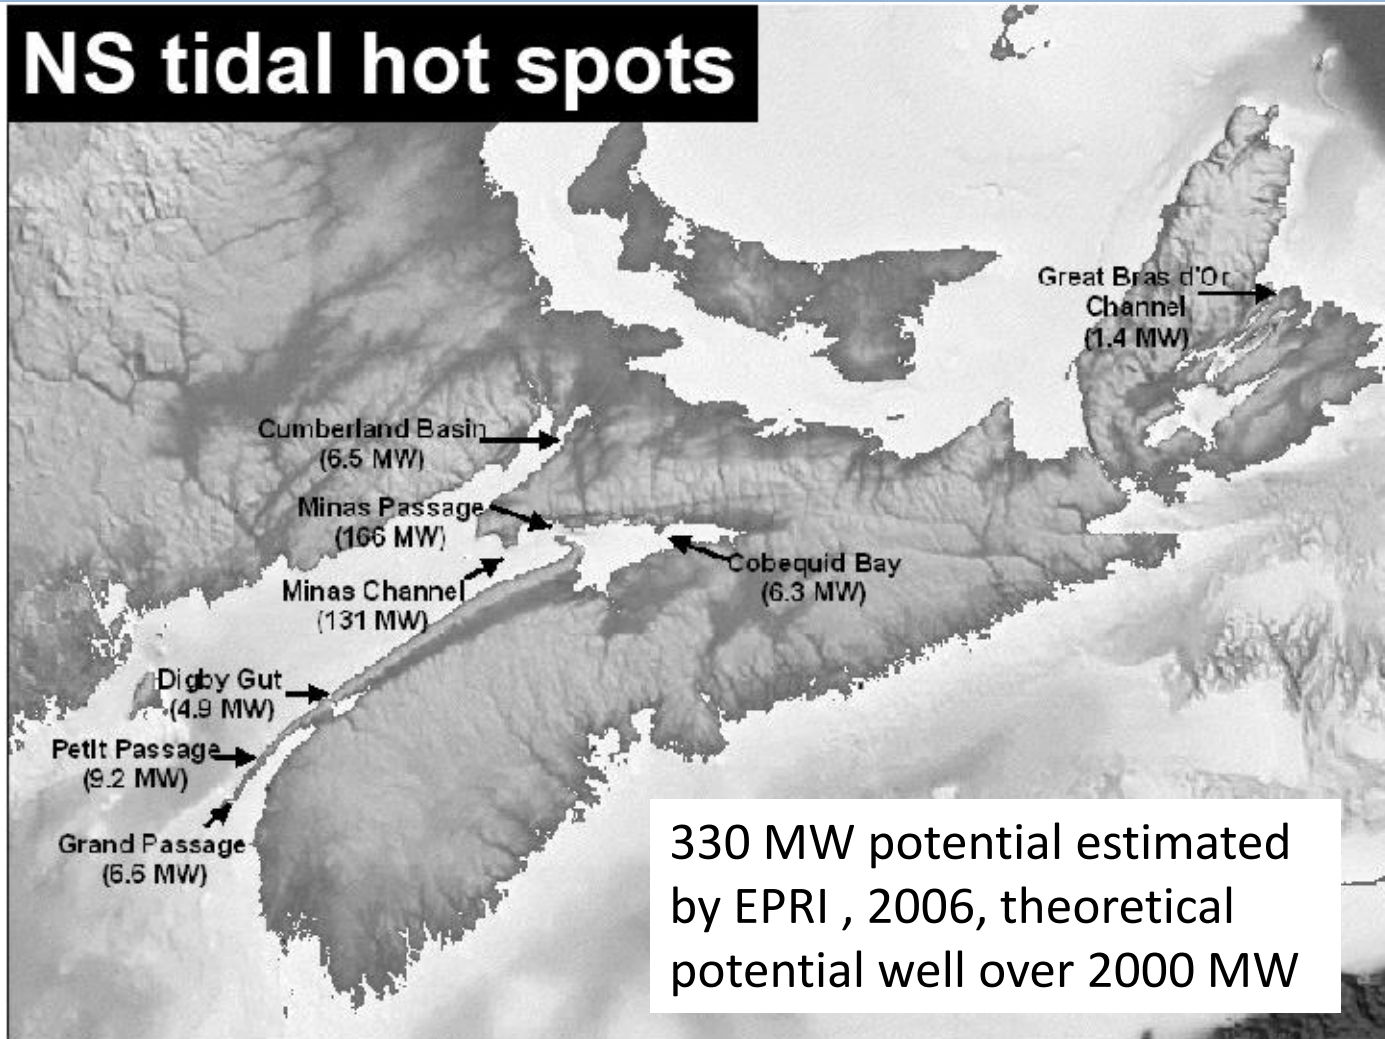 NS tidal hot spots
Great Bras d'Or
Channel
(1.4 MW)
Cumberland Basin
(6.5 MW)
Minas Passage
(166 MW)
Cobequid Bay
(6.3 MW)
Minas Channel
(131 MW)
Digby Gut
(4.9 MW)
Petit Passage
(9.2 MW)
Grand Passage
(6.6 MW)
330 MW potential estimated
by EPRI , 2006, theoretical
potential well over 2000 MW